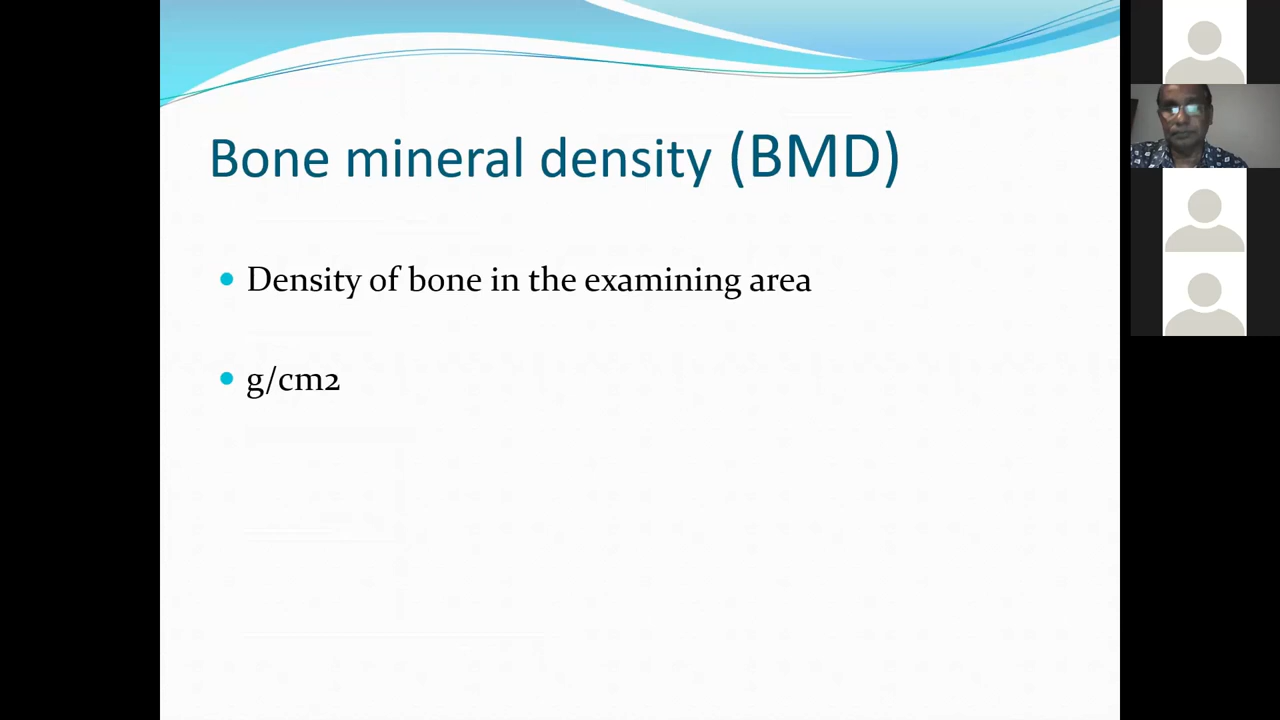 Bone mineral density (BMD)
Density of bone in the examining area
g/cm2